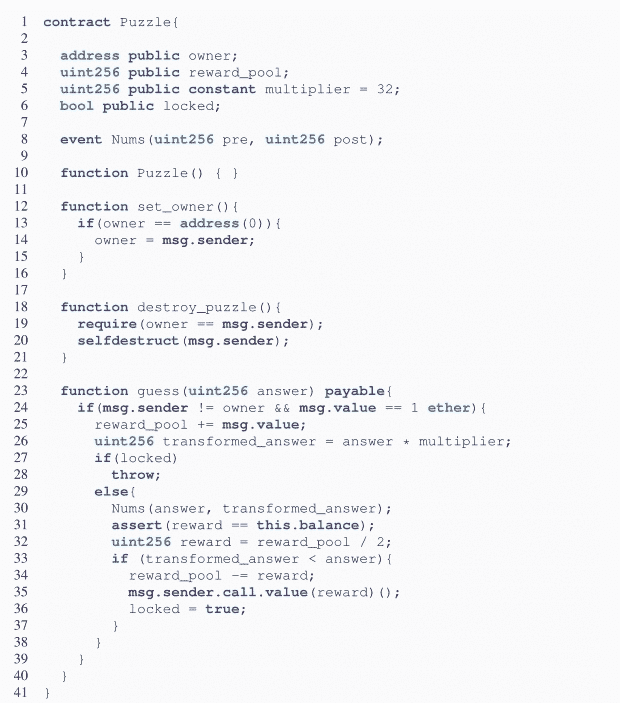 1 contract Puzzle{
2
3 address public owner;
4 uint256 public reward_pool;
5 uint256 public constant multiplier = 32;
6 bool public locked;
7
8 event Nums(uint256 pre, uint256 post);
9
10 function Puzzle() { }
11
12 function set_owner(){
13 if(owner == address(0)){
14 owner = msg.sender;
15 }
16 }
17
18 function destroy_puzzle(){
19 require(owner == msg.sender);
20 selfdestruct(msg.sender);
21 }
22
23 function guess(uint256 answer) payable{
24 if(msg.sender != owner && msg.value == 1 ether){
25 reward_pool += msg.value;
26 uint256 transformed_answer = answer * multiplier;
27 if(locked)
28 throw;
29 else{
30 Nums(answer, transformed_answer);
31 assert(reward == this.balance);
32 uint256 reward = reward_pool / 2;
33 if (transformed_answer < answer){
34 reward_pool -= reward;
35 msg.sender.call.value(reward)();
36 locked = true;
37 }
38 }
39 }
40 }
41 }